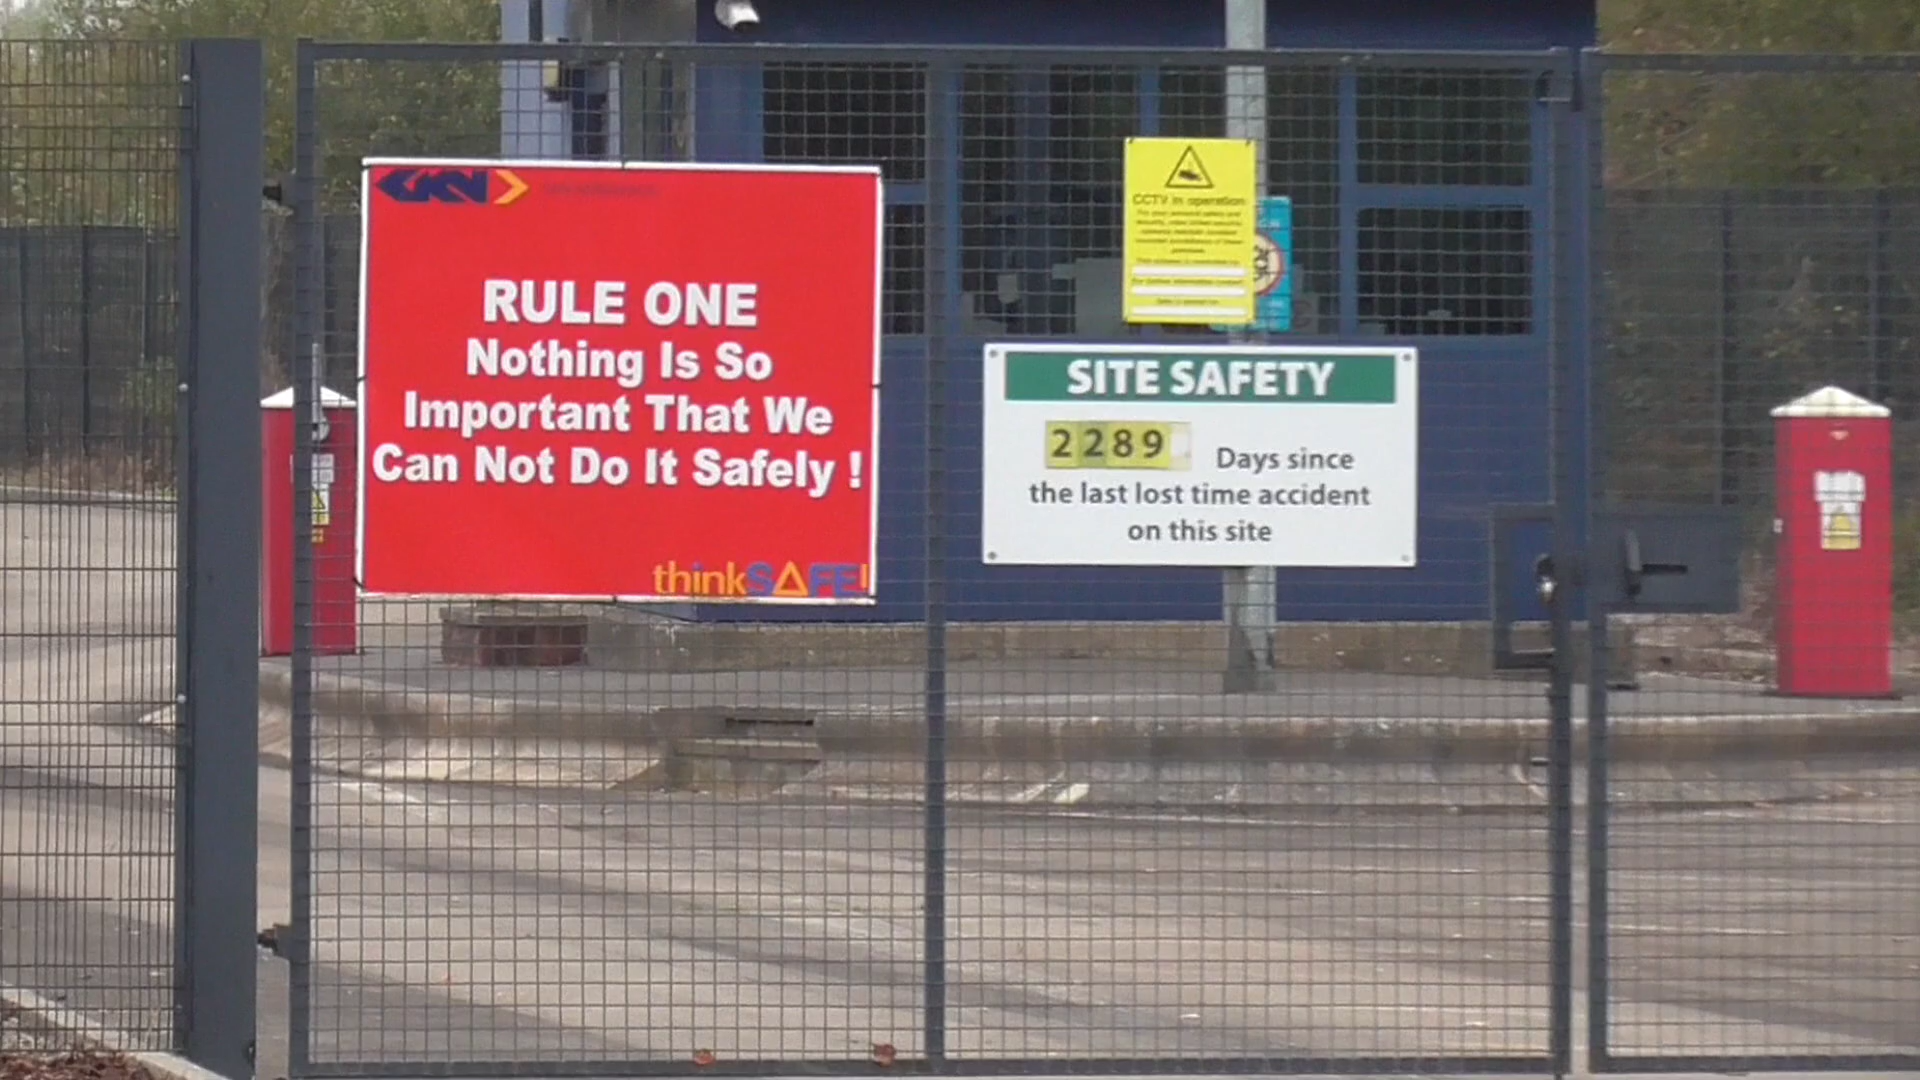 GKN
RULE ONE
Nothing Is So
Important That We
Can Not Do It Safely !
thinkSAFE!
CCTV in operation
SITE SAFETY
2289
Days since
the last lost time accident
on this site